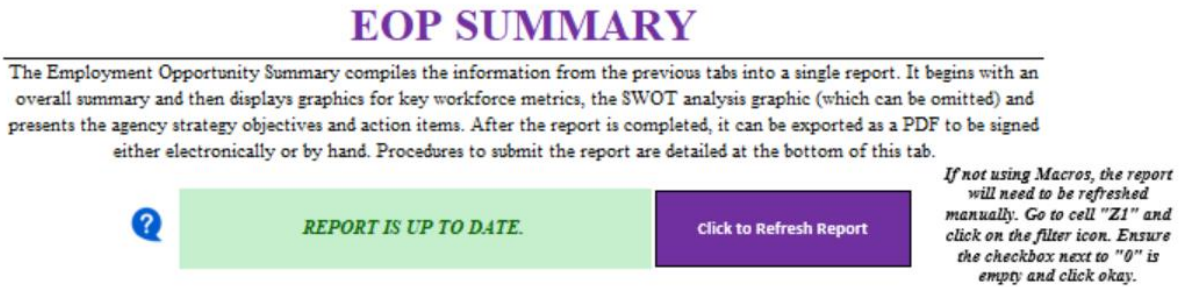 EOP SUMMARY
The Employment Opportunity Summary compiles the information from the previous tabs into a single report. It begins with an
overall summary and then displays graphics for key workforce metrics, the SWOT analysis graphic (which can be omitted) and
presents the agency strategy objectives and action items. After the report is completed, it can be exported as a PDF to be signed
either electronically or by hand. Procedures to submit the report are detailed at the bottom of this tab.
?
REPORT IS UP TO DATE.
Click to Refresh Report
If not using Macros, the report
will need to be refreshed
manually. Go to cell "Z1" and
click on the filter icon. Ensure
the checkbox next to "0" is
empty and click okay.